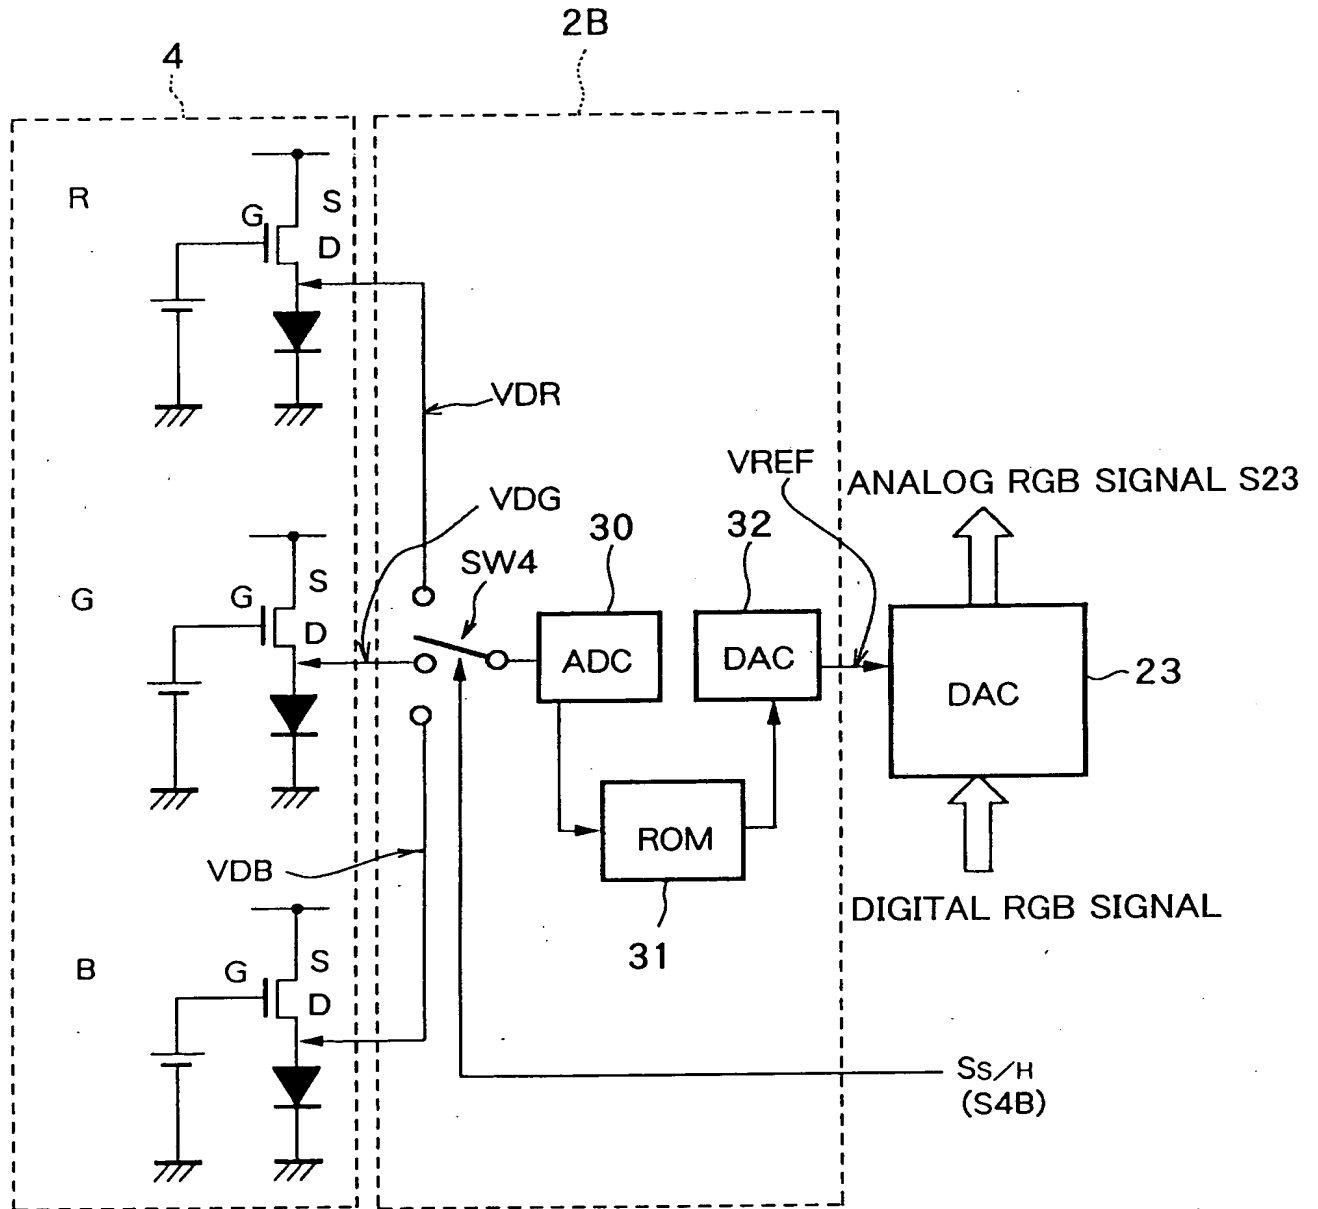 2B
4
R
G
S
D
VDR
VREF
ANALOG RGB SIGNAL S23
VDG
30
32
SW4
G
G
S
D
ADC
DAC
DAC
23
ROM
VDB
31
DIGITAL RGB SIGNAL
B
G
S
D
SS/H
(S4B)